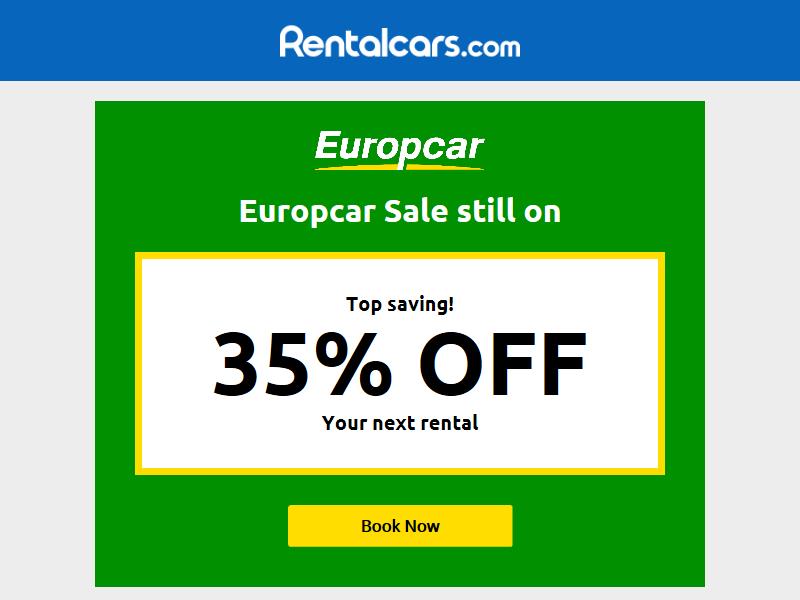 Rentalcars.com
Europcar
Europcar Sale still on
Top saving!
35% OFF
Your next rental
Book Now